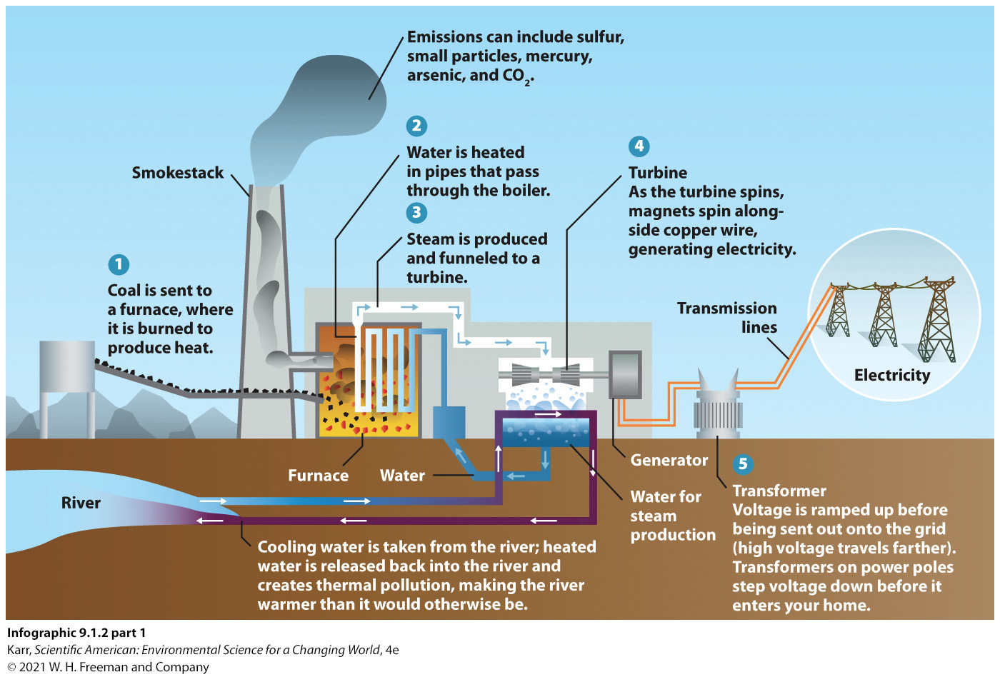 Emissions can include sulfur,
small particles, mercury,
arsenic, and CO₂.
Smokestack
2
Water is heated
in pipes that pass
through the boiler.
3
Steam is produced
and funneled to a
turbine.
4
Turbine
As the turbine spins,
magnets spin along-
side copper wire,
generating electricity.
1
Coal is sent to
a furnace, where
it is burned to
produce heat.
Transmission
lines
Electricity
Furnace
Water
Generator
River
Water for
steam
production
5
Transformer
Voltage is ramped up before
being sent out onto the grid
(high voltage travels farther).
Transformers on power poles
step voltage down before it
enters your home.
Cooling water is taken from the river; heated
water is released back into the river and
creates thermal pollution, making the river
warmer than it would otherwise be.
Infographic 9.1.2 part 1
Karr, Scientific American: Environmental Science for a Changing World, 4e
© 2021 W. H. Freeman and Company